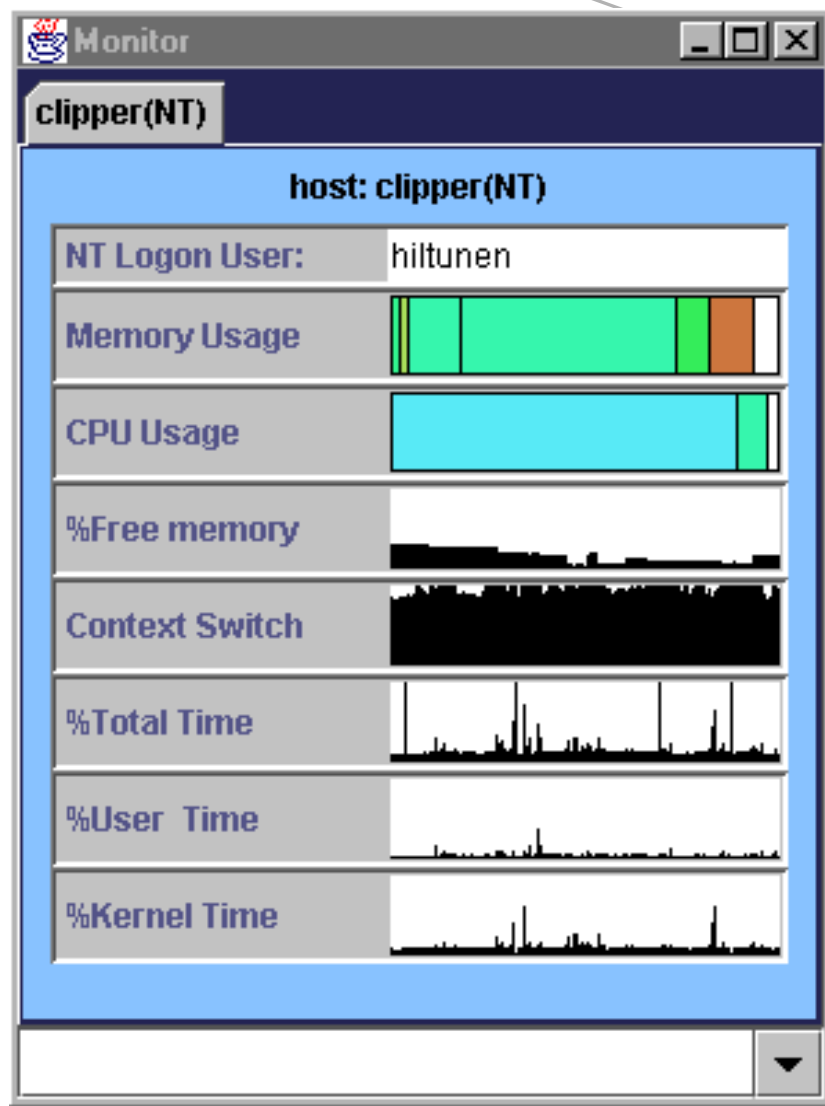 Monitor
clipper(NT)
host: clipper(NT)
NT Logon User: hiltunen
Memory Usage
CPU Usage
%Free memory
Context Switch
%Total Time
%User Time
%Kernel Time